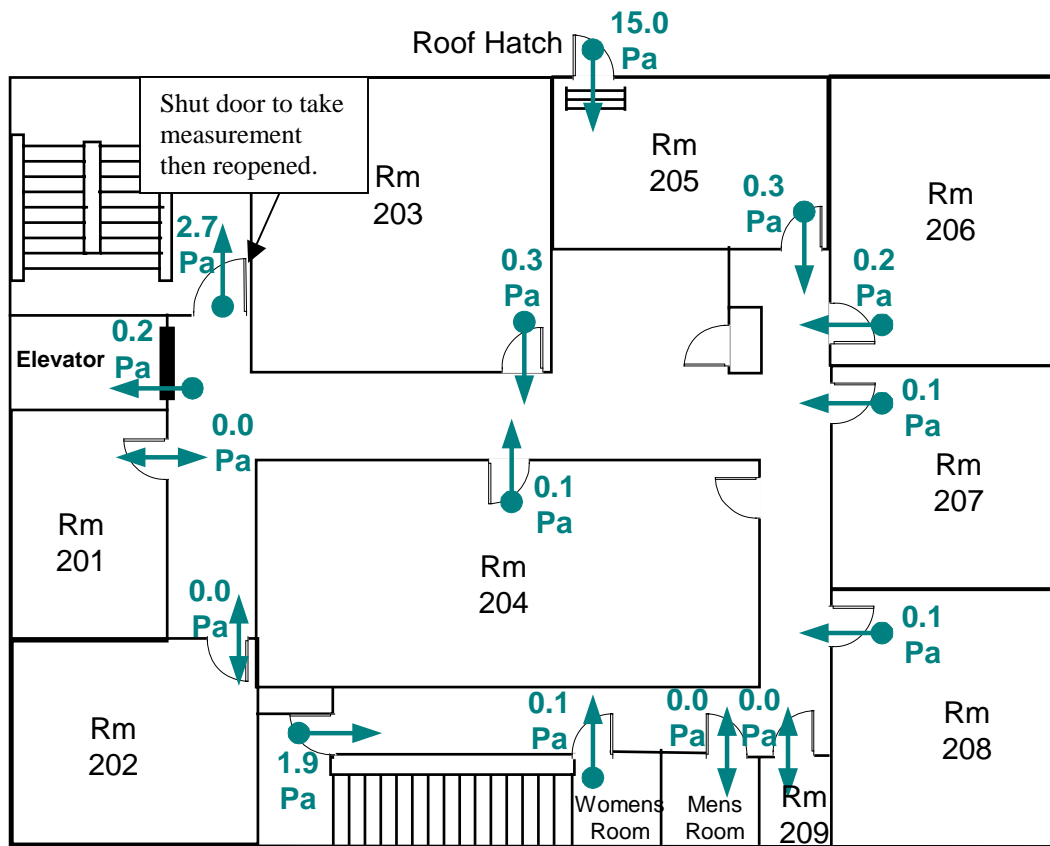 Roof Hatch
15.0
Pa
Shut door to take
measurement
then reopened.
Rm
203
Rm
205
Rm
206
2.7
Pa
0.3
Pa
0.3
Pa
0.2
Pa
Elevator
0.2
Pa
0.1
Pa
0.0
Pa
0.1
Pa
Rm
207
Rm
201
Rm
204
0.0
Pa
0.1
Pa
Rm
202
1.9
Pa
0.1
Pa
0.0
Pa
0.0
Pa
Rm
208
Womens
Room
Mens
Room
Rm
209